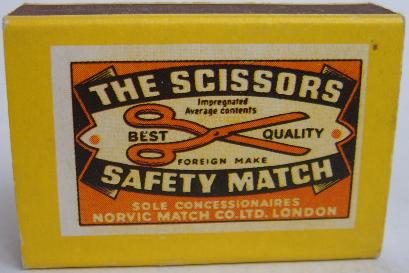 THE SCISSORS
Impregnated
Average contents
BEST QUALITY
FOREIGN MAKE
SAFETY MATCH
SOLE CONCESSIONAIRES
NORVIC MATCH CO. LTD. LONDON